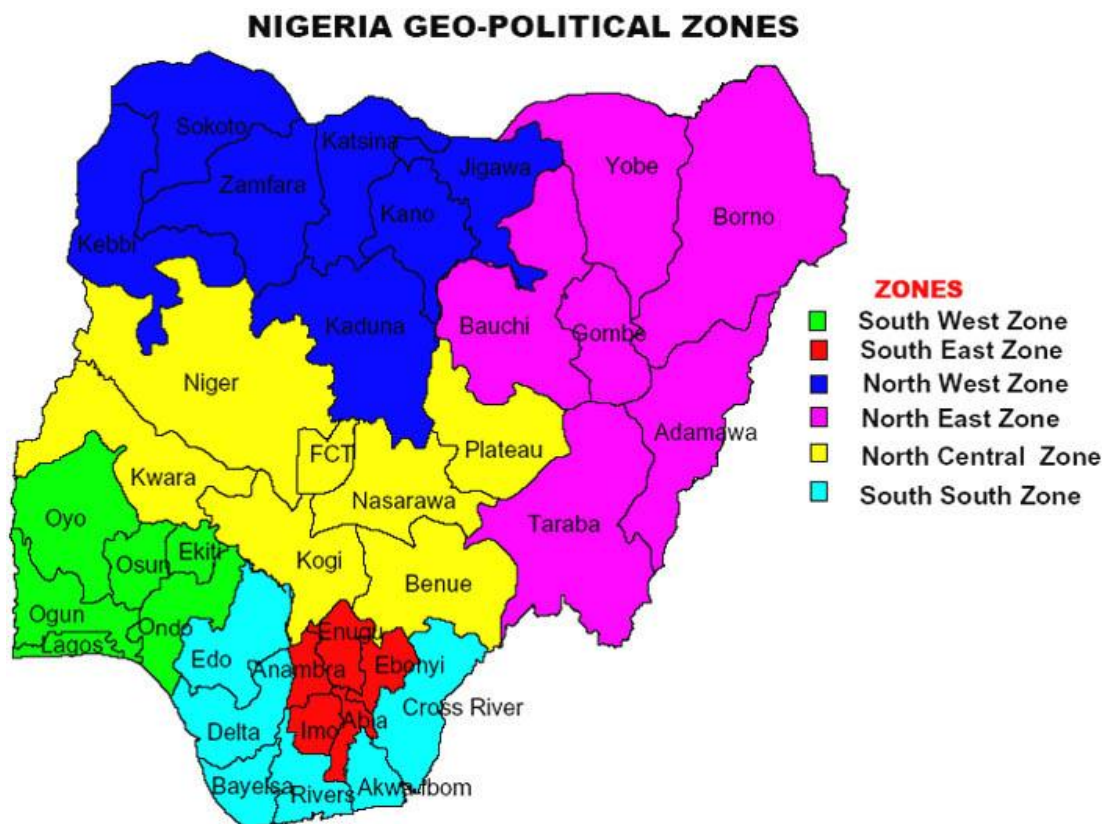 NIGERIA GEO-POLITICAL ZONES
Sokoto
Katsina
Jigawa
Yobe
Zamfara
Kano
Borno
Kebbi
Kaduna
Bauchi
Gombe
Niger
Adamawa
FCT
Plateau
Kwara
Nasarawa
Oyo
Taraba
Osun
Ekiti
Kogi
Benue
Ogun
Ondo
Lagos
Enugu
Edo
Anambra
Ebonyi
Cross River
Delta
Imo
Abia
Bayelsa
Rivers
Akwa-Ibom
ZONES
South West Zone
South East Zone
North West Zone
North East Zone
North Central Zone
South South Zone